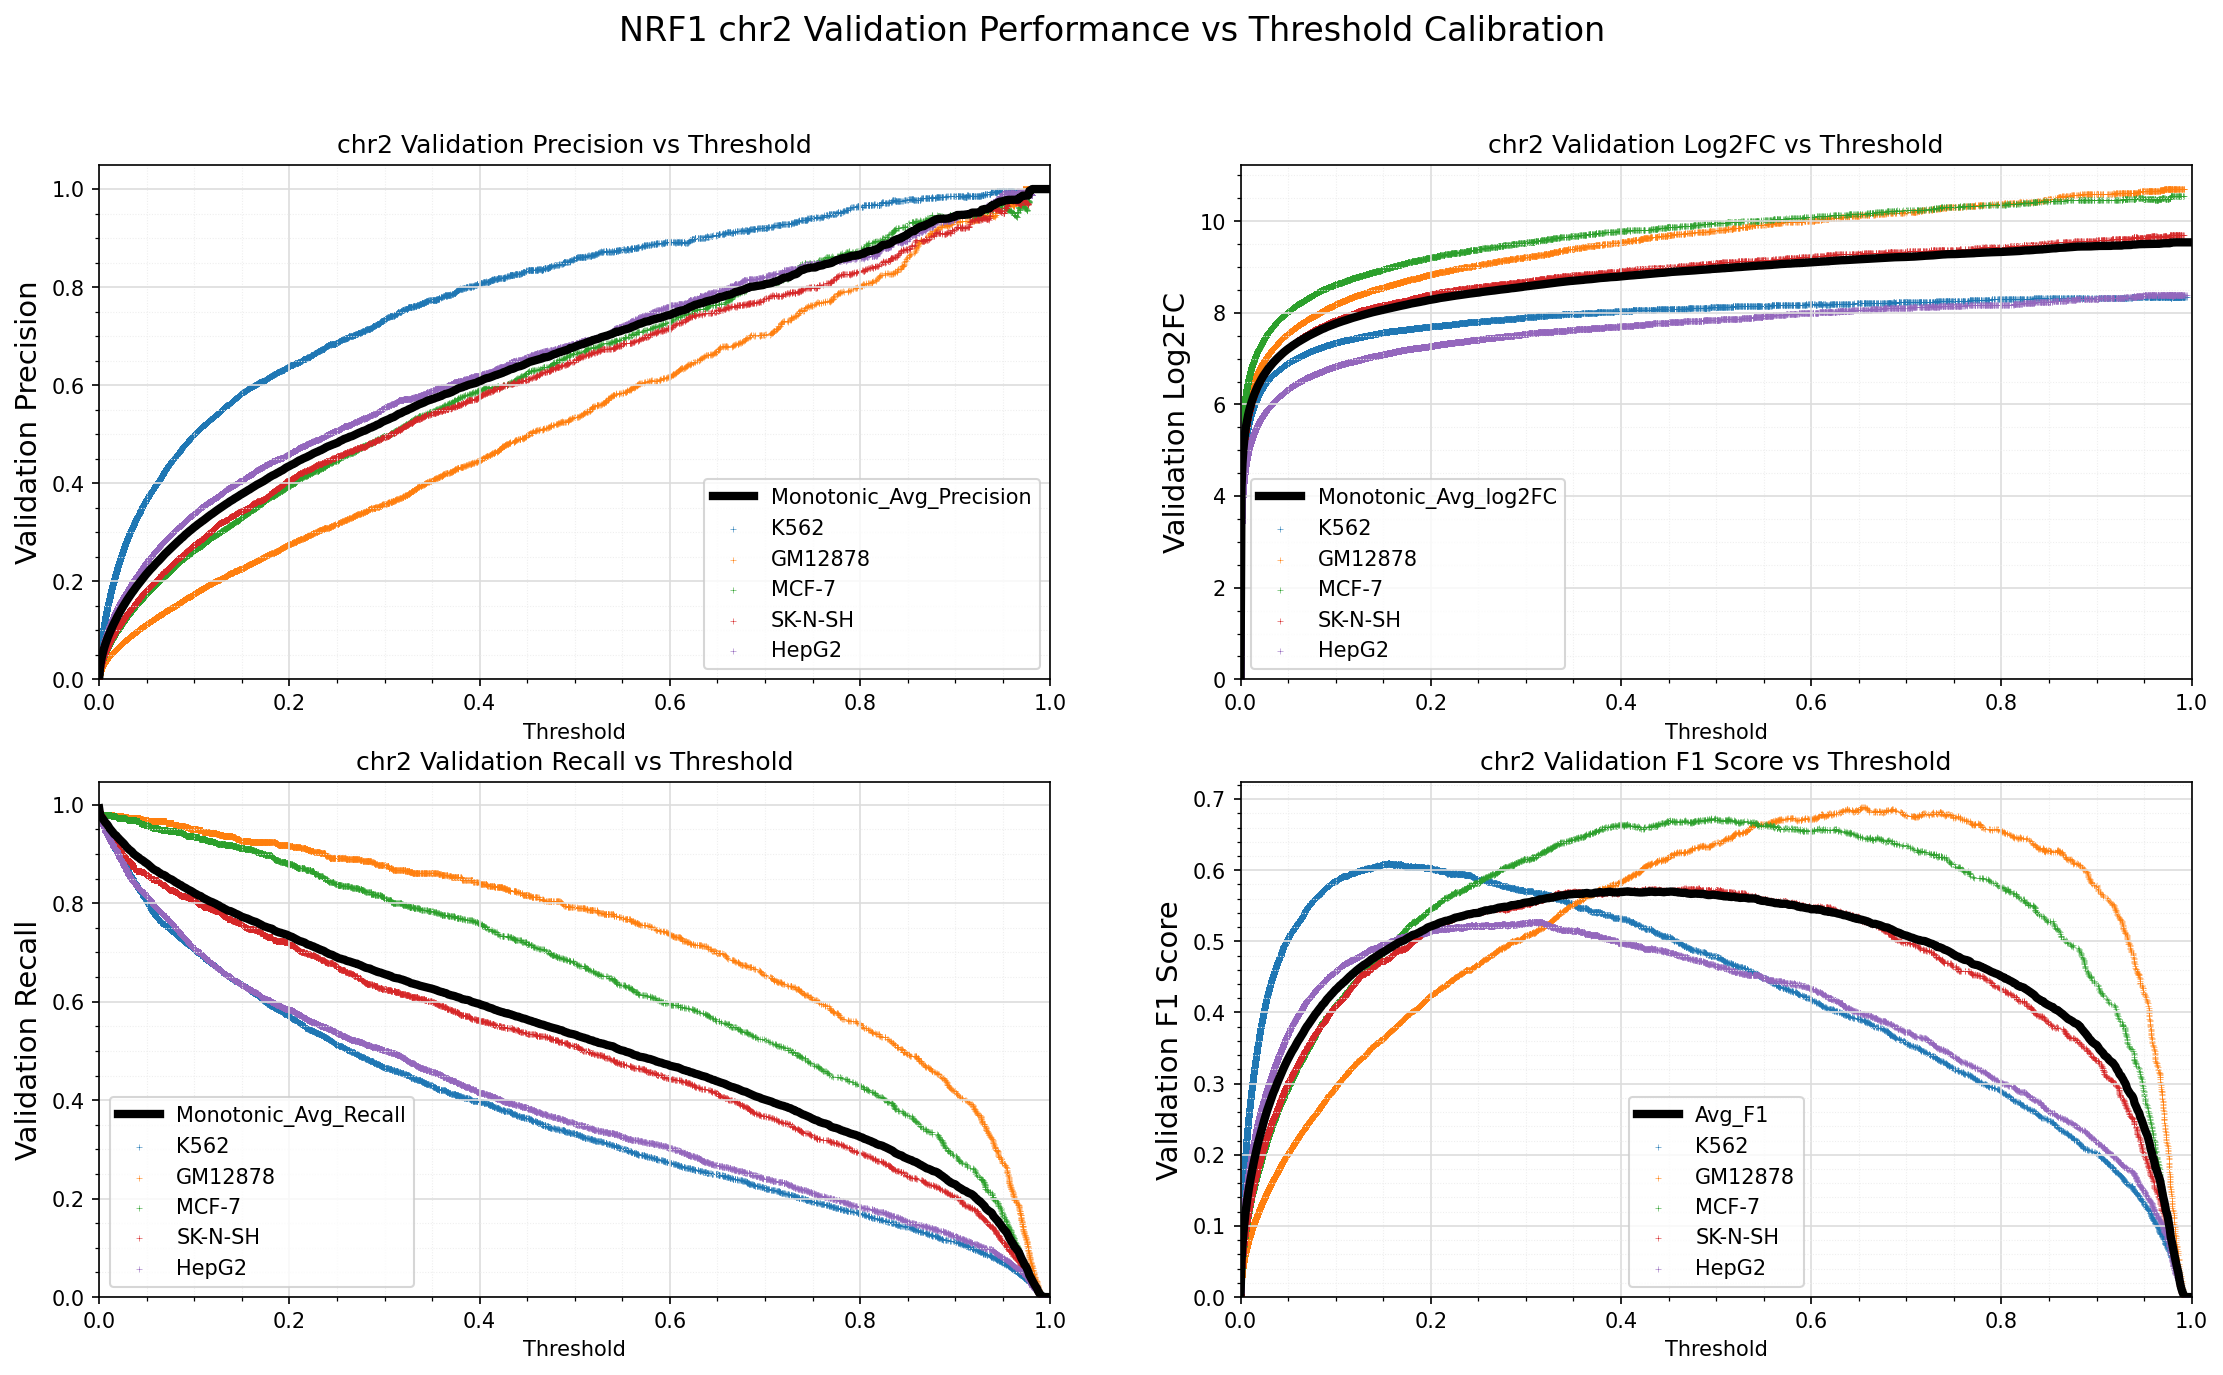 NRF1 chr2 Validation Performance vs Threshold Calibration
chr2 Validation Precision vs Threshold
Validation Precision
1.0
0.8
0.6
0.4
0.2
0.0
0.0 0.2 0.4 0.6 0.8 1.0
Threshold
Monotonic_Avg_Precision
K562
GM12878
MCF-7
SK-N-SH
HepG2
chr2 Validation Log2FC vs Threshold
Validation Log2FC
10
8
6
4
2
0
0.0 0.2 0.4 0.6 0.8 1.0
Threshold
Monotonic_Avg_log2FC
K562
GM12878
MCF-7
SK-N-SH
HepG2
chr2 Validation Recall vs Threshold
Validation Recall
1.0
0.8
0.6
0.4
0.2
0.0
0.0 0.2 0.4 0.6 0.8 1.0
Threshold
Monotonic_Avg_Recall
K562
GM12878
MCF-7
SK-N-SH
HepG2
chr2 Validation F1 Score vs Threshold
Validation F1 Score
0.7
0.6
0.5
0.4
0.3
0.2
0.1
0.0
0.0 0.2 0.4 0.6 0.8 1.0
Threshold
Avg_F1
K562
GM12878
MCF-7
SK-N-SH
HepG2